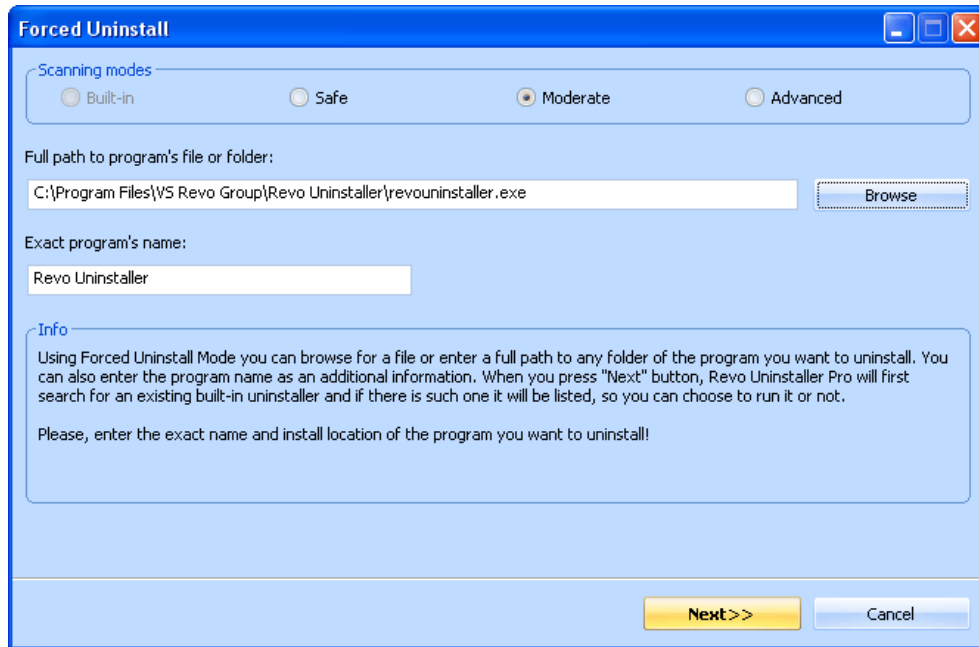 Forced Uninstall
Scanning modes
Built-in Safe Moderate Advanced
Full path to program's file or folder:
C:\Program Files\VS Revo Group\Revo Uninstaller\revouninstaller.exe Browse
Exact program's name:
Revo Uninstaller
Info
Using Forced Uninstall Mode you can browse for a file or enter a full path to any folder of the program you want to uninstall. You
can also enter the program name as an additional information. When you press "Next" button, Revo Uninstaller Pro will first
search for an existing built-in uninstaller and if there is such one it will be listed, so you can choose to run it or not.
Please, enter the exact name and install location of the program you want to uninstall!
Next>> Cancel